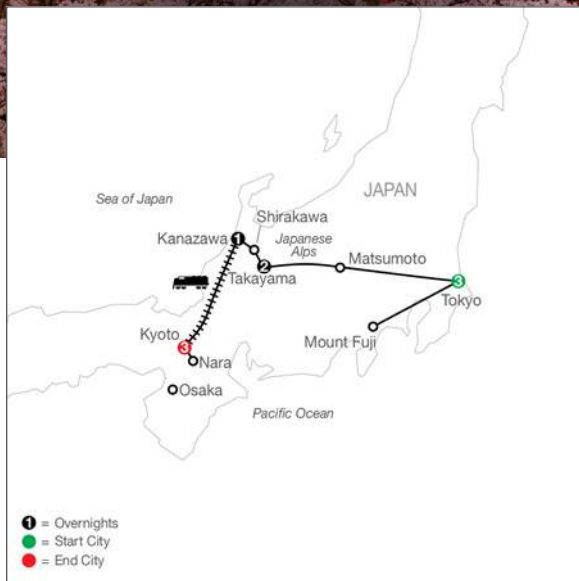 JAPAN
Sea of Japan
Shirakawa
Kanazawa
1
Japanese
Alps
Matsumoto
2
Takayama
3
Tokyo
Kyoto
Mount Fuji
3
Nara
Osaka
Pacific Ocean
1 = Overnights
= Start City
= End City